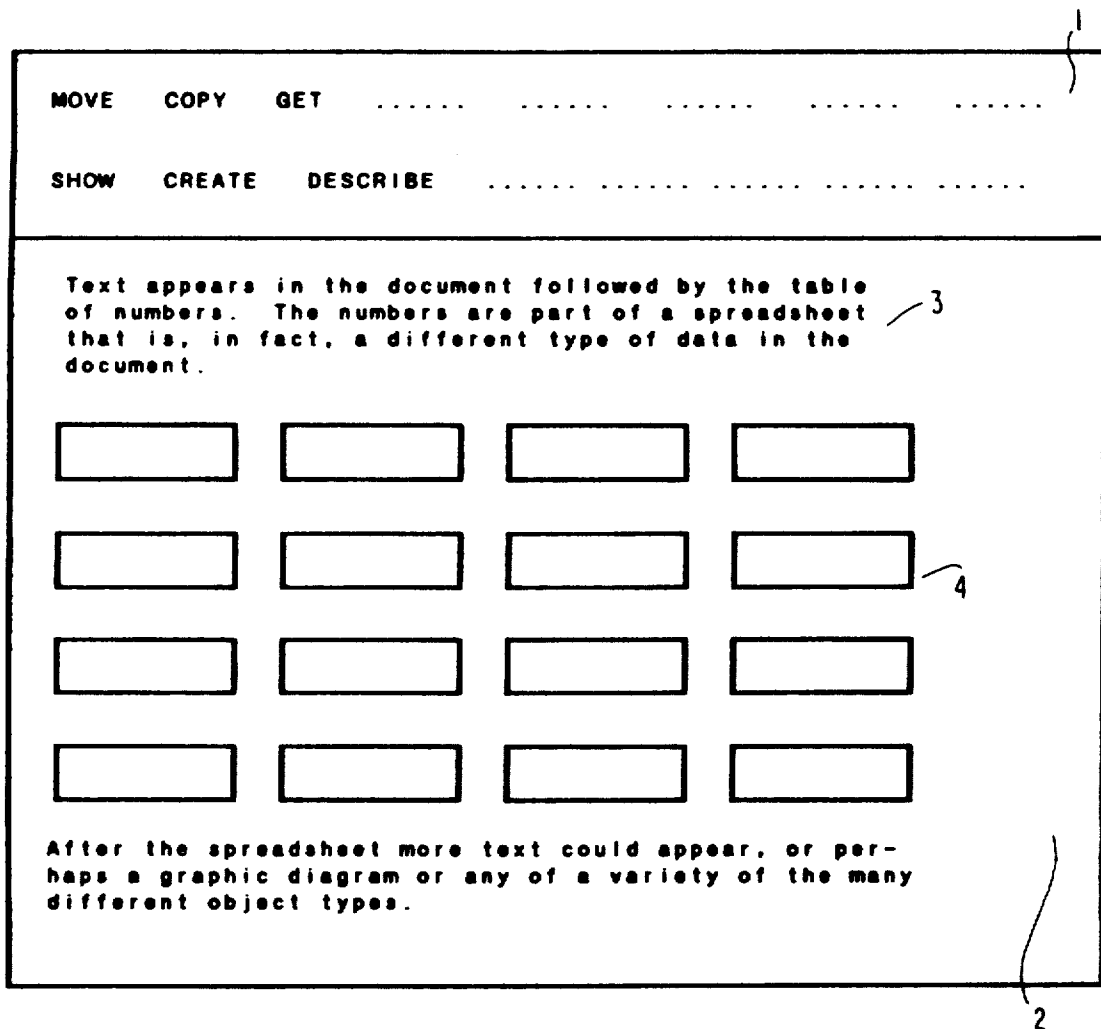 1
MOVE COPY GET ...... ...... ...... ...... ......
SHOW CREATE DESCRIBE ...... ...... ...... ...... ......
Text appears in the document followed by the table
of numbers. The numbers are part of a spreadsheet
that is, in fact, a different type of data in the
document.
3
4
After the spreadsheet more text could appear, or per-
haps a graphic diagram or any of a variety of the many
different object types.
2